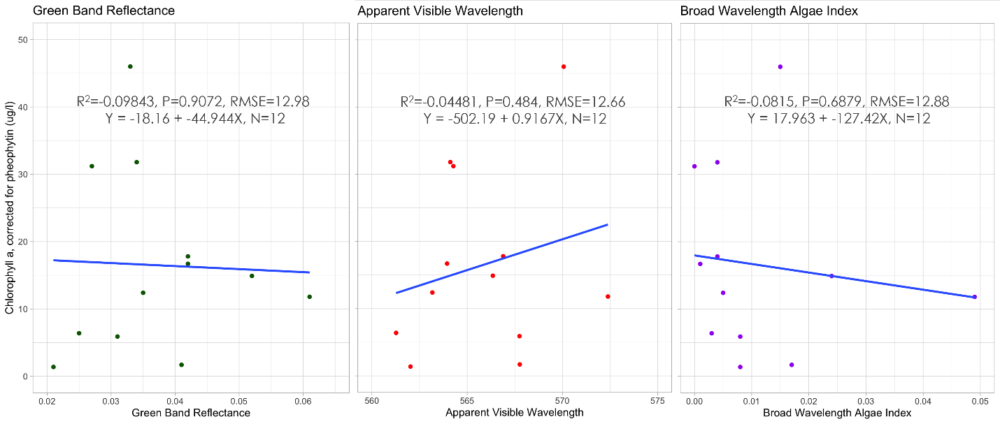 Green Band Reflectance
Apparent Visible Wavelength
Broad Wavelength Algae Index
Chlorophyll a, corrected for pheophytin (ug/l)
50
40
30
20
10
0
R²=-0.09843, P=0.9072, RMSE=12.98
Y = -18.16 + -44.944X, N=12
R²=-0.04481, P=0.484, RMSE=12.66
Y = -502.19 + 0.9167X, N=12
R²=-0.0815, P=0.6879, RMSE=12.88
Y = 17.963 + -127.42X, N=12
0.02 0.03 0.04 0.05 0.06
560 565 570 575
0.00 0.01 0.02 0.03 0.04 0.05
Green Band Reflectance
Apparent Visible Wavelength
Broad Wavelength Algae Index